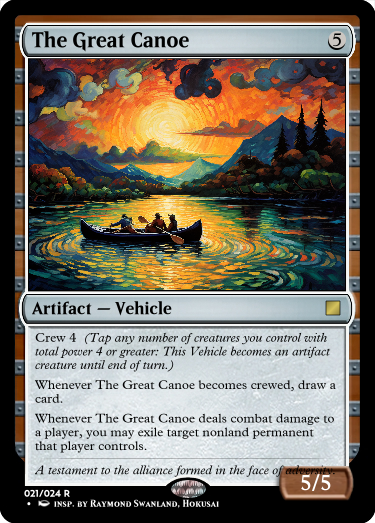 The Great Canoe 5
Artifact — Vehicle
Crew 4 (Tap any number of creatures you control with
total power 4 or greater: This Vehicle becomes an artifact
creature until end of turn.)
Whenever The Great Canoe becomes crewed, draw a
card.
Whenever The Great Canoe deals combat damage to
a player, you may exile target nonland permanent
that player controls.
A testament to the alliance formed in the face of adversity.
5/5
021/024 R
• INSP. BY RAYMOND SWANLAND, HOKUSAI